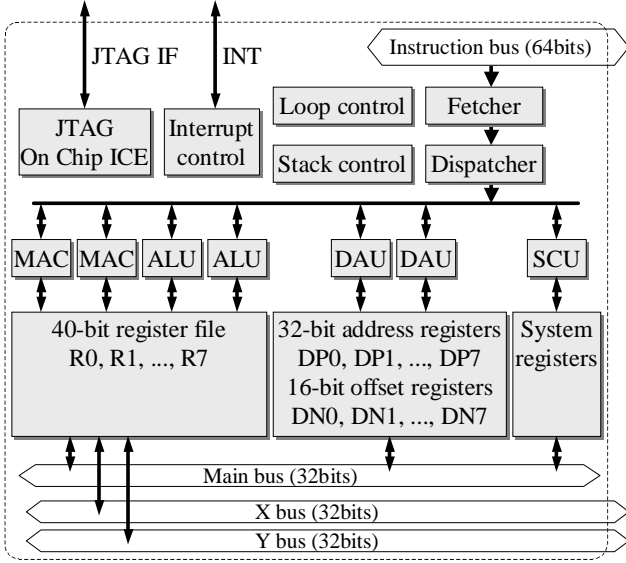 JTAG IF
INT
Instruction bus (64bits)
JTAG
On Chip ICE
Interrupt
control
Loop control
Fetcher
Stack control
Dispatcher
MAC
MAC
ALU
ALU
DAU
DAU
SCU
40-bit register file
R0, R1, ..., R7
32-bit address registers
DP0, DP1, ..., DP7
16-bit offset registers
DN0, DN1, ..., DN7
System
registers
Main bus (32bits)
X bus (32bits)
Y bus (32bits)